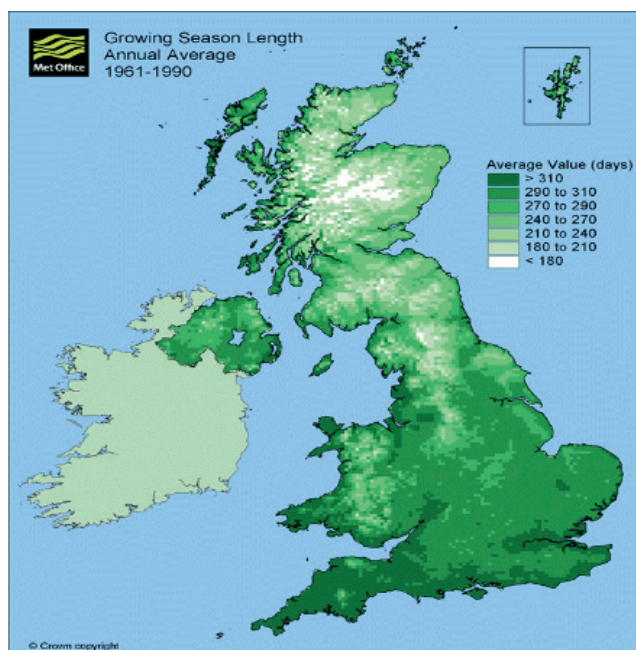 Met Office
Growing Season Length
Annual Average
1961-1990
Average Value (days)
> 310
290 to 310
270 to 290
240 to 270
210 to 240
180 to 210
< 180
© Crown copyright